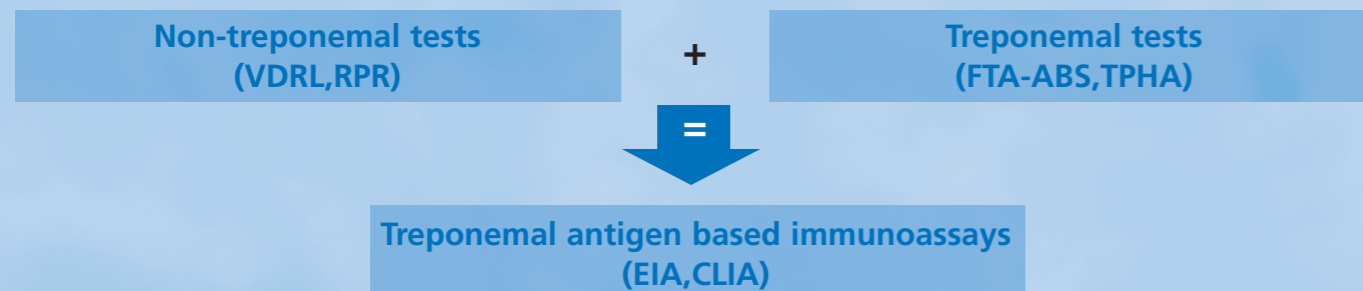 Non-treponemal tests
(VDRL,RPR)
+
Treponemal tests
(FTA-ABS,TPHA)
=
Treponemal antigen based immunoassays
(EIA,CLIA)